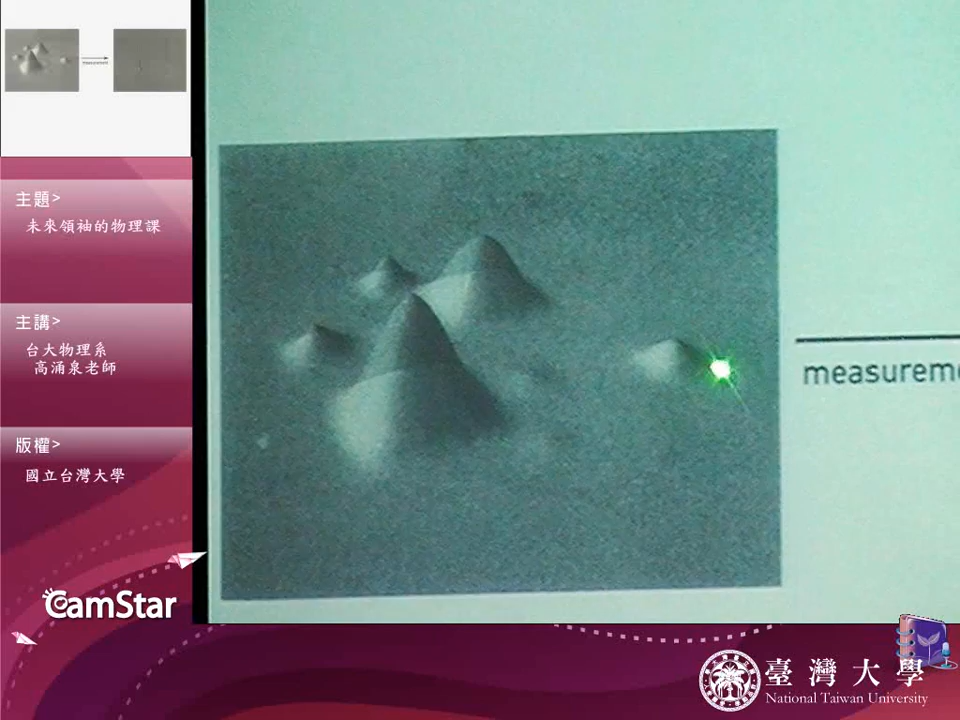 measurement
主題>
未來領袖的物理課
主講>
台大物理系
高涌泉老師
版權>
國立台灣大學
CamStar
measurem
臺灣大學
National Taiwan University